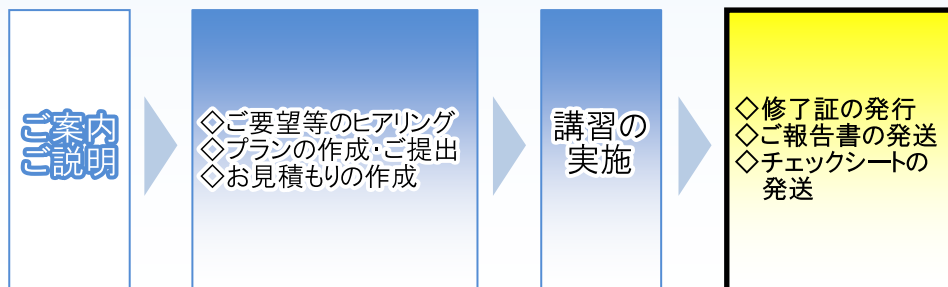 ご案内
ご説明
◇ご要望等のヒアリング
◇プランの作成・ご提出
◇お見積もりの作成
講習の
実施
◇修了証の発行
◇ご報告書の発送
◇チェックシートの
発送